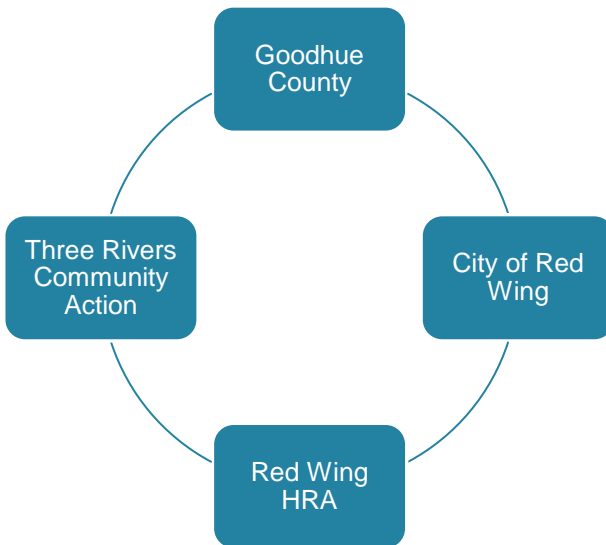 Goodhue
County
Three Rivers
Community
Action
City of Red
Wing
Red Wing
HRA